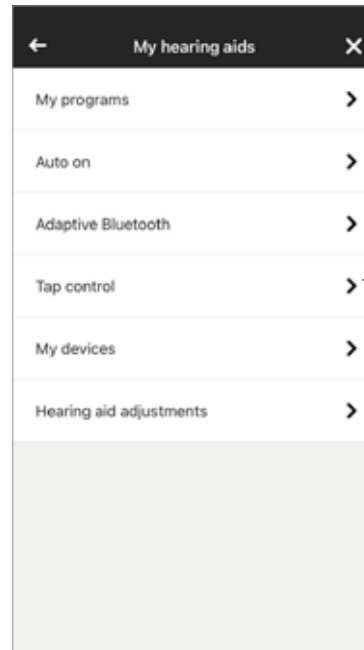 My hearing aids
My programs
Auto on
Adaptive Bluetooth
Tap control
My devices
Hearing aid adjustments